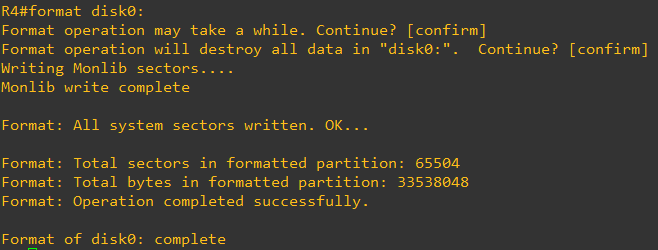 R4#format disk0:
Format operation may take a while. Continue? [confirm]
Format operation will destroy all data in "disk0:".  Continue? [confirm]
Writing Monlib sectors....
Monlib write complete
Format: All system sectors written. OK...
Format: Total sectors in formatted partition: 65504
Format: Total bytes in formatted partition: 33538048
Format: Operation completed successfully.
Format of disk0: complete